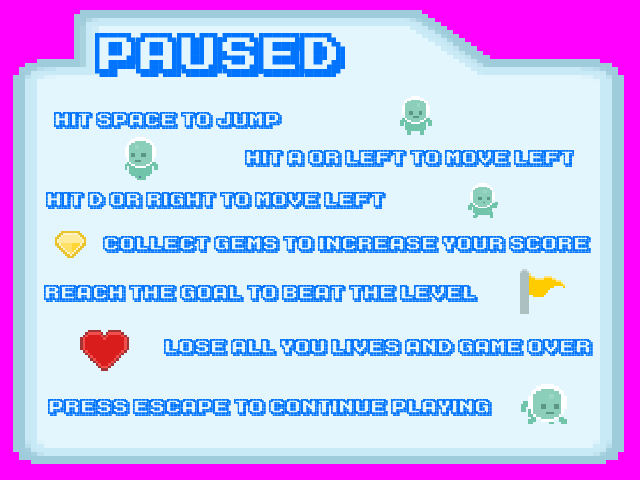 PAUSED
HIT SPACE TO JUMP
HIT A OR LEFT TO MOVE LEFT
HIT D OR RIGHT TO MOVE LEFT
COLLECT GEMS TO INCREASE YOUR SCORE
REACH THE GOAL TO BEAT THE LEVEL
LOSE ALL YOU LIVES AND GAME OVER
PRESS ESCAPE TO CONTINUE PLAYING